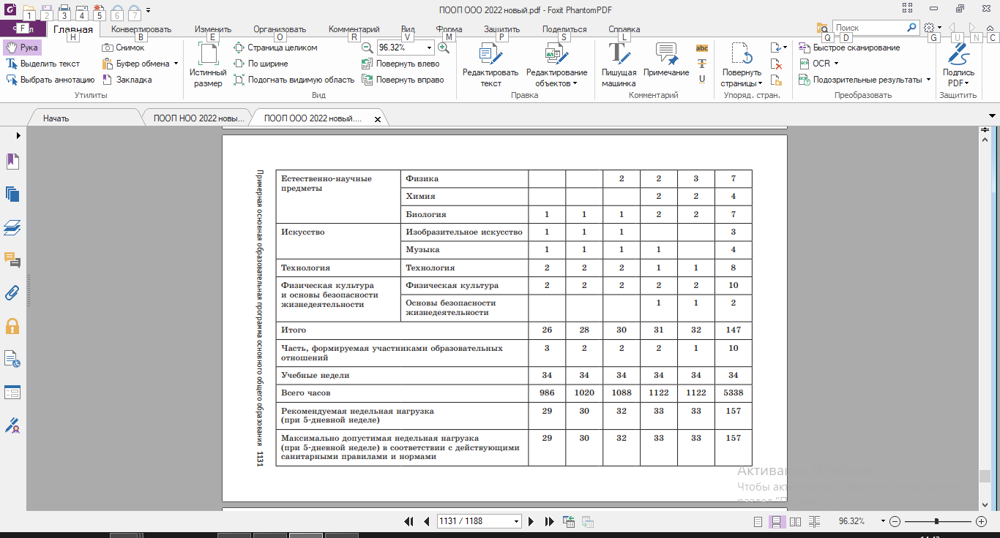 ПООП ООО 2022 новый.pdf - Foxit PhantomPDF
1 2 3 4 5 6 7
F
Главная Конвертировать Изменить Организовать Комментарий Вид Форма Защитить Поделиться Справка
Поиск
H B E O R V M P S L Q D G U N C
Рука Снимок
Выделить текст Буфер обмена
Выбрать аннотацию Закладка
Утилиты
Истинный размер
Страница целиком 96.32%
По ширине Повернуть влево
Подогнать видимую область Повернуть вправо
Вид
Редактировать текст
Редактирование объектов
Правка
Пишущая машинка
Примечание
abc
T
U
Комментарий
Повернуть страницы
Упоряд. стран.
Быстрое сканирование
OCR
Подозрительные результаты
Преобразовать
Подпись PDF
Защитить
Начать ПООП НОО 2022 новы... ПООП ООО 2022 новый....
Примерная основная образовательная программа основного общего образования 1131
Естественно-научные предметы Физика 2 2 3 7
Химия 2 2 4
Биология 1 1 1 2 2 7
Искусство Изобразительное искусство 1 1 1 3
Музыка 1 1 1 1 4
Технология Технология 2 2 2 1 1 8
Физическая культура и основы безопасности жизнедеятельности Физическая культура 2 2 2 2 2 10
Основы безопасности жизнедеятельности 1 1 2
Итого 26 28 30 31 32 147
Часть, формируемая участниками образовательных отношений 3 2 2 2 1 10
Учебные недели 34 34 34 34 34 34
Всего часов 986 1020 1088 1122 1122 5338
Рекомендуемая недельная нагрузка
(при 5-дневной неделе) 29 30 32 33 33 157
Максимально допустимая недельная нагрузка
(при 5-дневной неделе) в соответствии с действующими
санитарными правилами и нормами 29 30 32 33 33 157
Активация Windows
1131 / 1188
96.32%